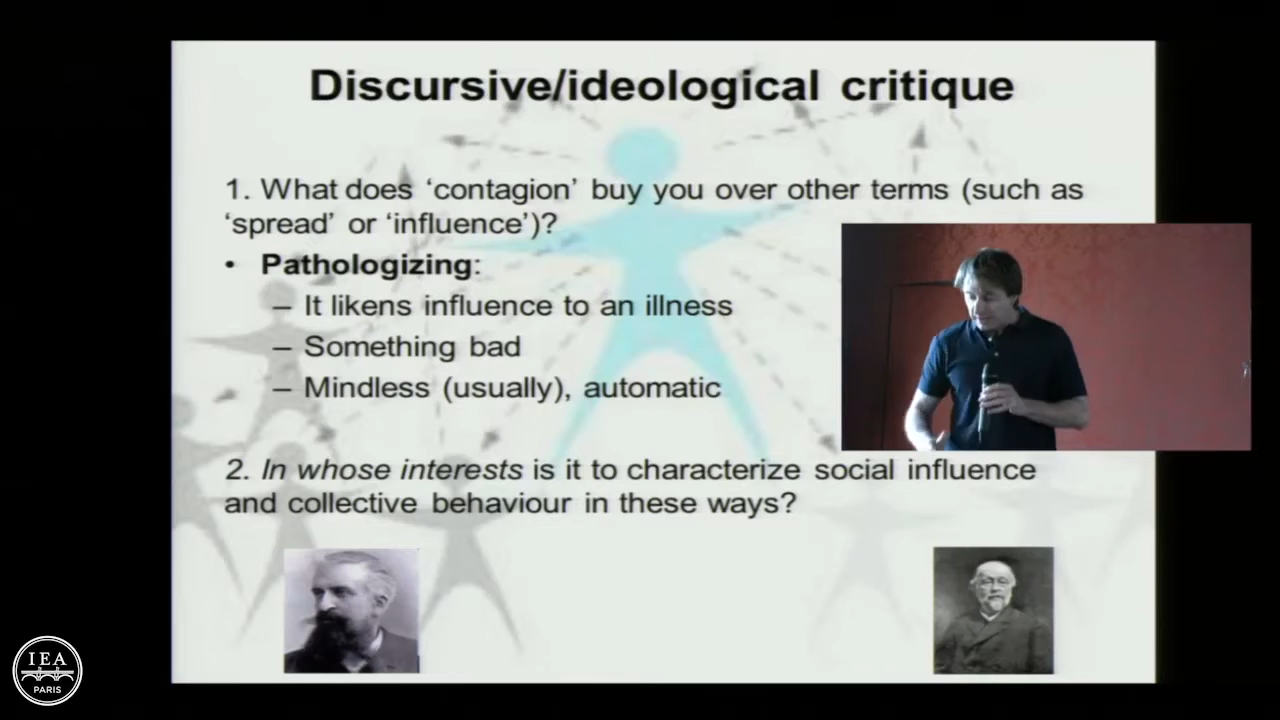 Discursive/ideological critique
1. What does ‘contagion’ buy you over other terms (such as
‘spread’ or ‘influence’)?
• Pathologizing:
– It likens influence to an illness
– Something bad
– Mindless (usually), automatic
2. In whose interests is it to characterize social influence
and collective behaviour in these ways?
IEA
PARIS